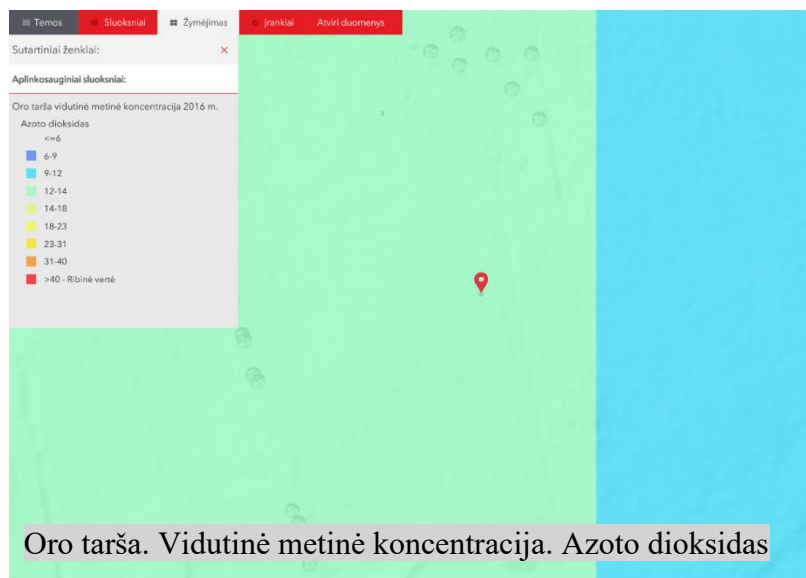 Temos Sluoksniai Žymėjimas Įrankiai Atviri duomenys
Sutartiniai ženklai:
Aplinkosauginiai sluoksniai:
Oro tarša vidutinė metinė koncentracija 2016 m.
Azoto dioksidas
<=6
6-9
9-12
12-14
14-18
18-23
23-31
31-40
>40 - Ribinė vertė
Oro tarša. Vidutinė metinė koncentracija. Azoto dioksidas